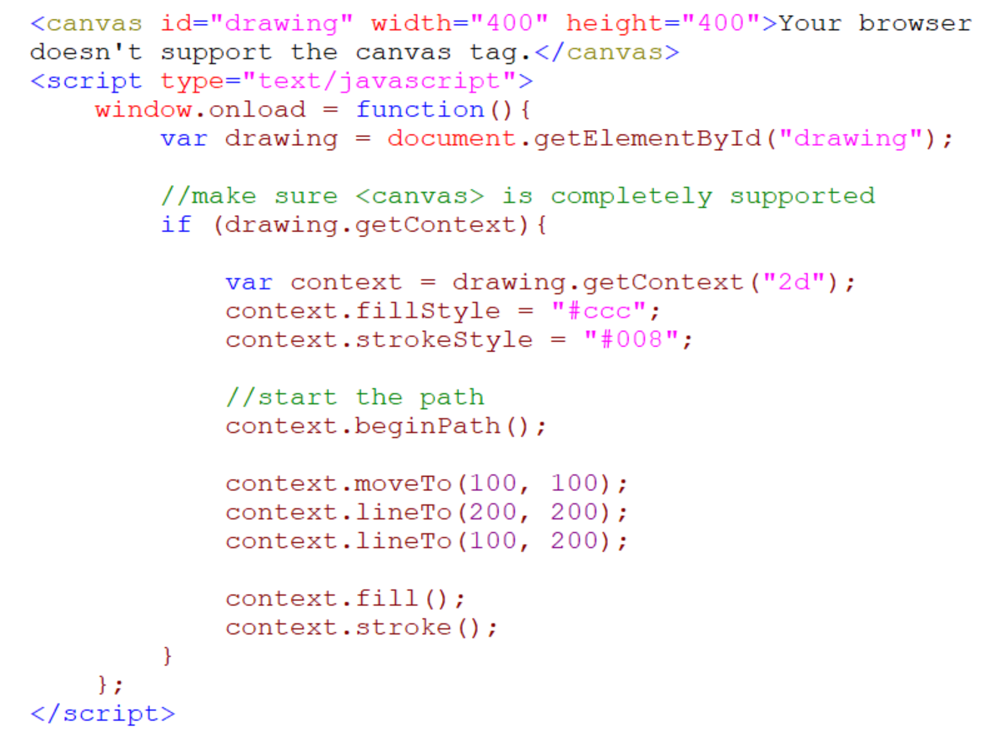 <canvas id="drawing" width="400" height="400">Your browser
doesn't support the canvas tag.</canvas>
<script type="text/javascript">
    window.onload = function(){
        var drawing = document.getElementById("drawing");

        //make sure <canvas> is completely supported
        if (drawing.getContext){

            var context = drawing.getContext("2d");
            context.fillStyle = "#ccc";
            context.strokeStyle = "#008";

            //start the path
            context.beginPath();

            context.moveTo(100, 100);
            context.lineTo(200, 200);
            context.lineTo(100, 200);

            context.fill();
            context.stroke();
        }
    };
</script>